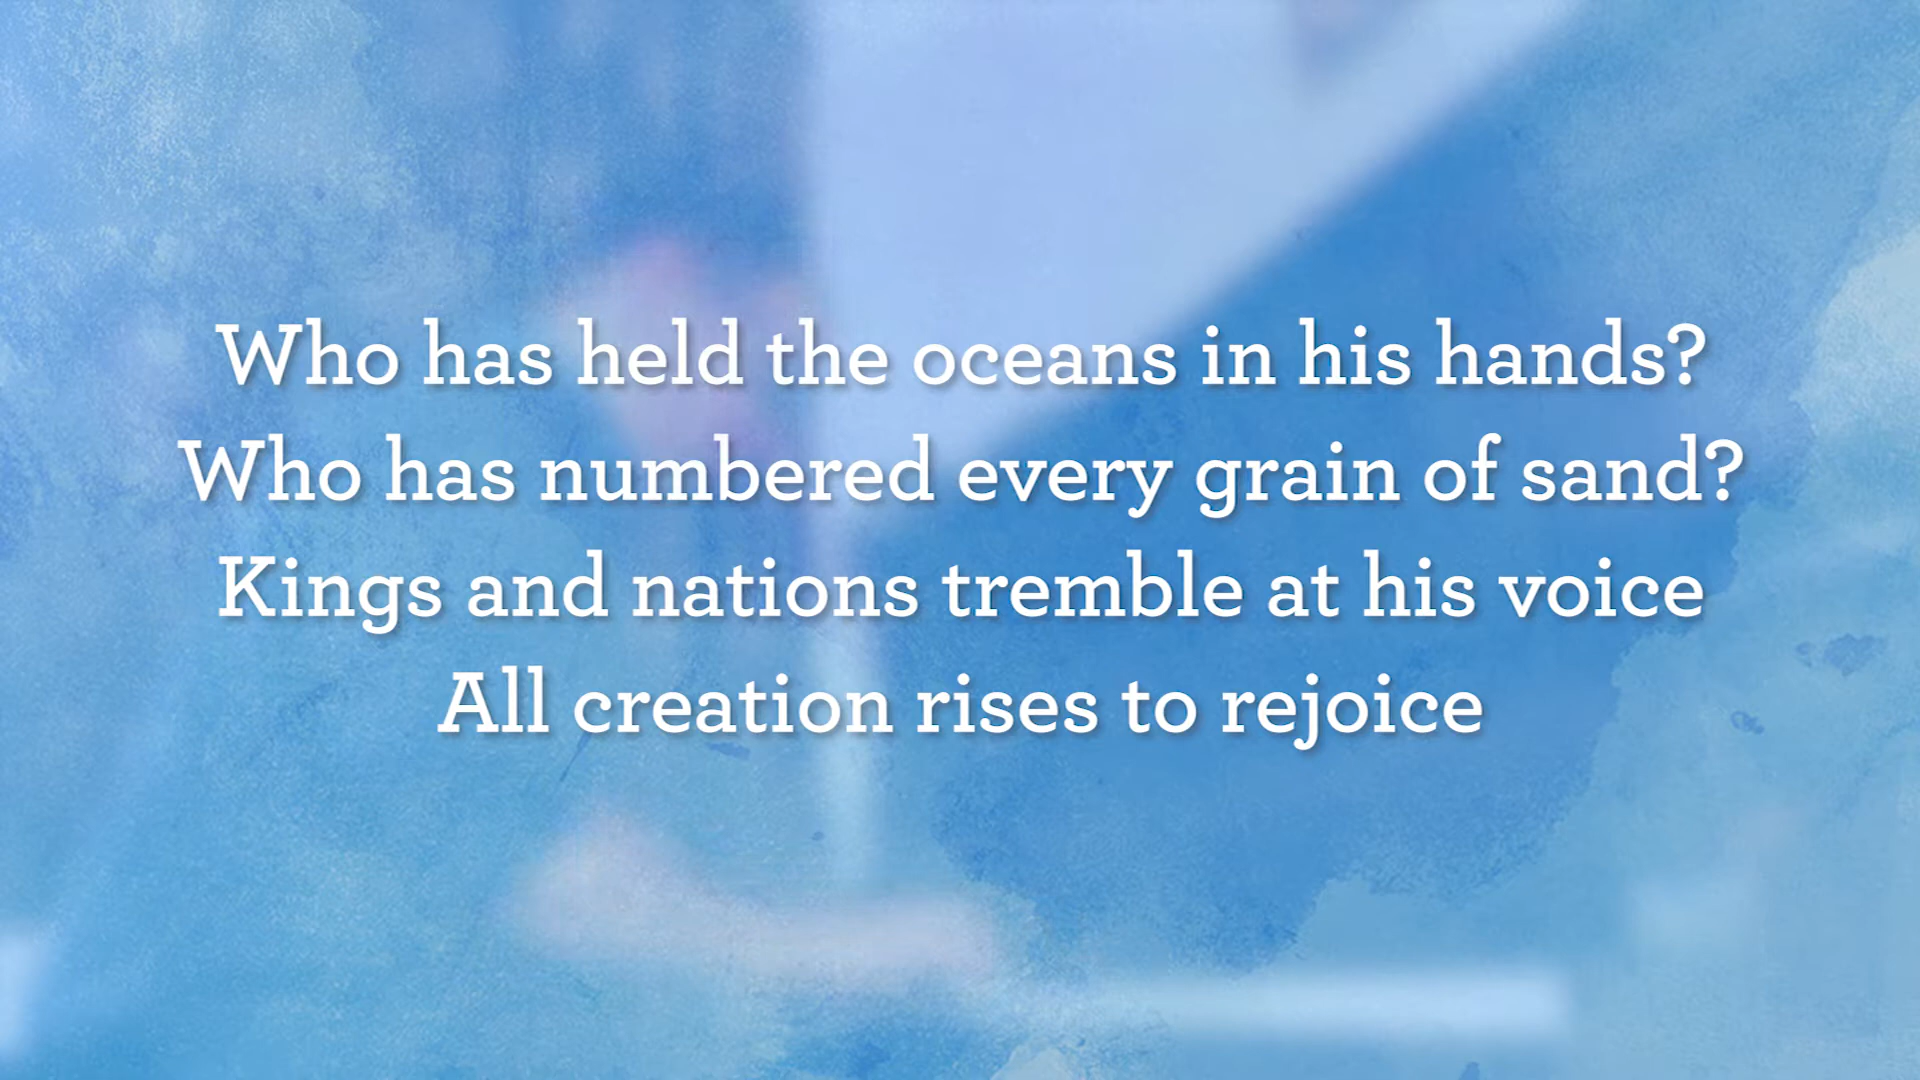 Who has held the oceans in his hands?
Who has numbered every grain of sand?
Kings and nations tremble at his voice
All creation rises to rejoice